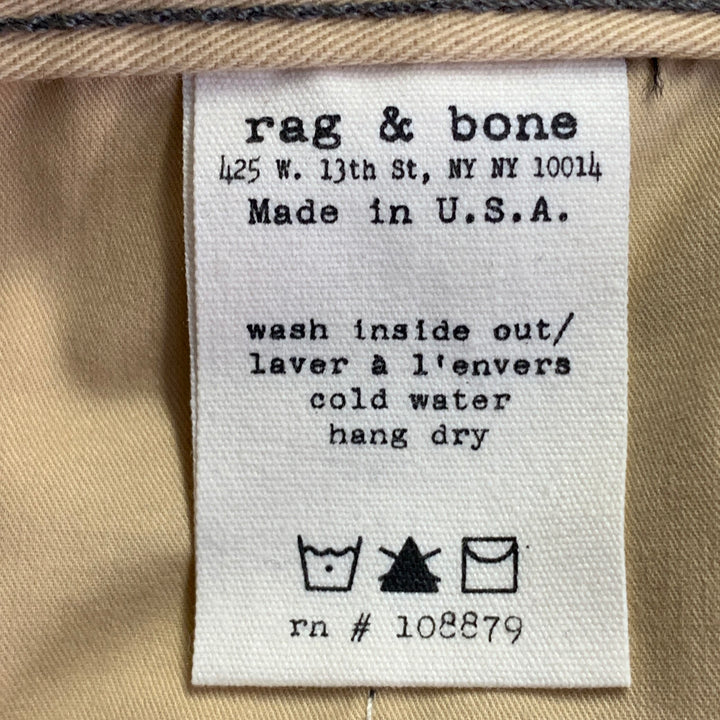 rag & bone
425 W. 13th St, NY NY 10014
Made in U.S.A.
wash inside out/
laver à l'envers
cold water
hang dry
rn # 108879